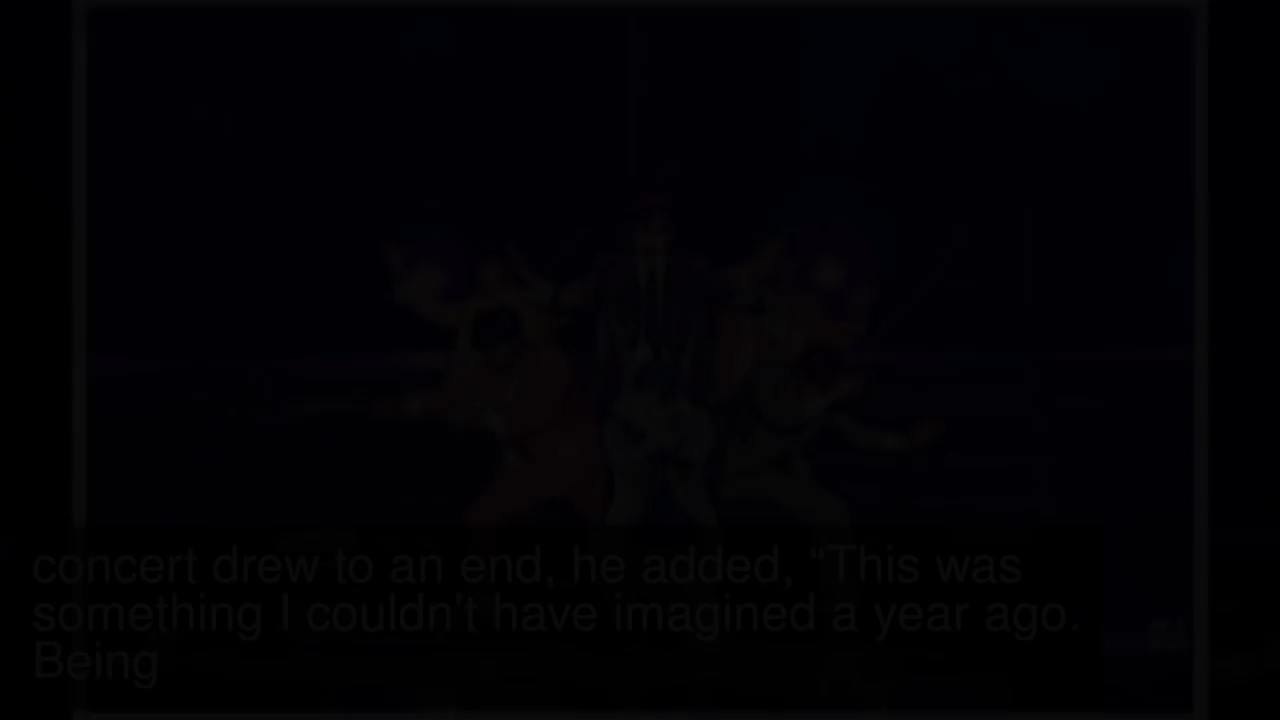 concert drew to an end, he added, "This was
something I couldn't have imagined a year ago.
Being